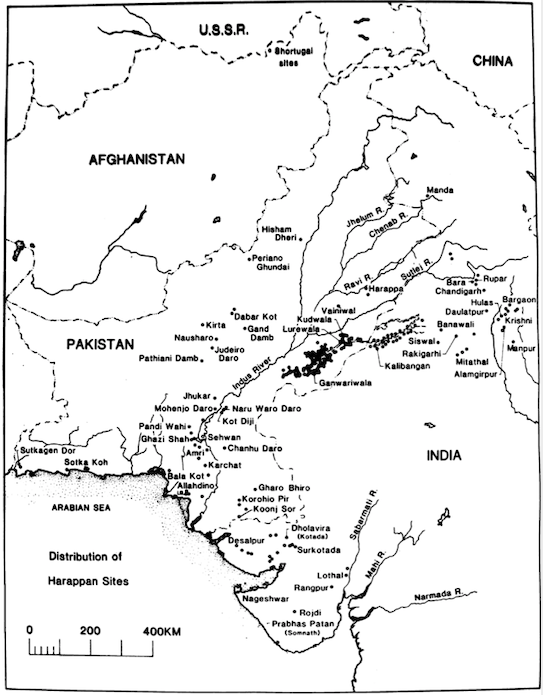 U.S.S.R.
Shortugai
sites
CHINA
AFGHANISTAN
Manda
Jhelum R.
Chenab R.
Hisham
Dheri
Periano
Ghundai
Ravi R.
Sutlej R.
Harappa
Bara
Rupar
Chandigarh
Hulas
Bargaon
Daulatpur
Krishni
Vainiwal
Kudwala
Lurewala
Banawali
Dabar Kot
Kirta
Gand
Damb
Nausharo
Judeiro
Daro
PAKISTAN
Pathiani Damb
Siswal
Rakigarhi
Kalibangan
Mitathal
Alamgirpur
Manpur
Indus River
Ganwariwala
Jhukar
Mohenjo Daro
Naru Waro Daro
Kot Diji
Pandi Wahi
Ghazi Shah
Sehwan
Amri
Chanhu Daro
INDIA
Sutkagen Dor
Sotka Koh
Karchat
Bala Kot
Allahdino
Gharo Bhiro
Korohio Pir
Koonj Sor
ARABIAN SEA
Sabarmati R.
Dholavira
(Kotada)
Desalpur
Surkotada
Distribution of
Harappan Sites
Mahi R.
Lothal
Rangpur
Narmada R.
Nageshwar
Rojdi
Prabhas Patan
(Somnath)
0 200 400KM